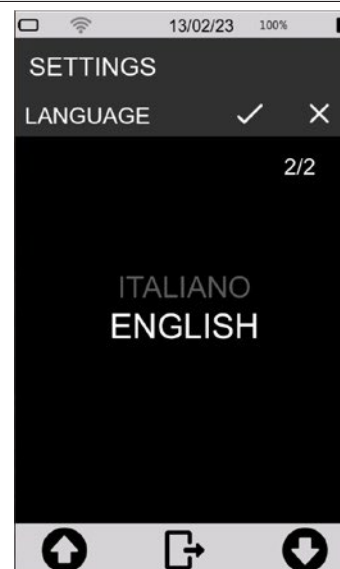 13/02/23 100%
SETTINGS
LANGUAGE
2/2
ITALIANO
ENGLISH